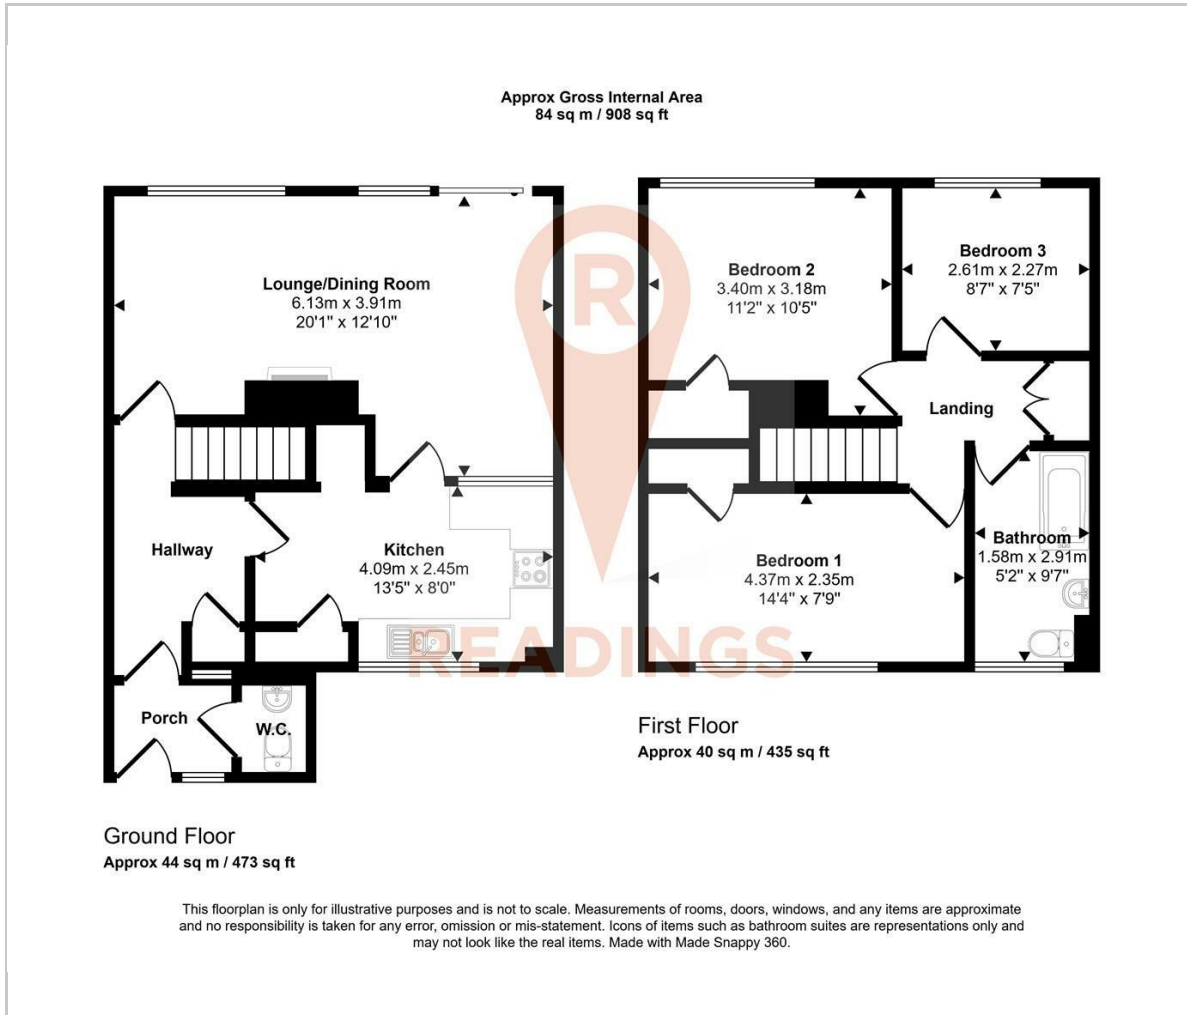 Approx Gross Internal Area
84 sq m / 908 sq ft
Lounge/Dining Room
6.13m x 3.91m
20'1" x 12'10"
Hallway
Kitchen
4.09m x 2.45m
13'5" x 8'0"
Porch
W.C.
Ground Floor
Approx 44 sq m / 473 sq ft
Bedroom 2
3.40m x 3.18m
11'2" x 10'5"
Bedroom 3
2.61m x 2.27m
8'7" x 7'5"
Landing
Bedroom 1
4.37m x 2.35m
14'4" x 7'9"
Bathroom
1.58m x 2.91m
5'2" x 9'7"
First Floor
Approx 40 sq m / 435 sq ft
R
READINGS
This floorplan is only for illustrative purposes and is not to scale. Measurements of rooms, doors, windows, and any items are approximate
and no responsibility is taken for any error, omission or mis-statement. Icons of items such as bathroom suites are representations only and
may not look like the real items. Made with Made Snappy 360.